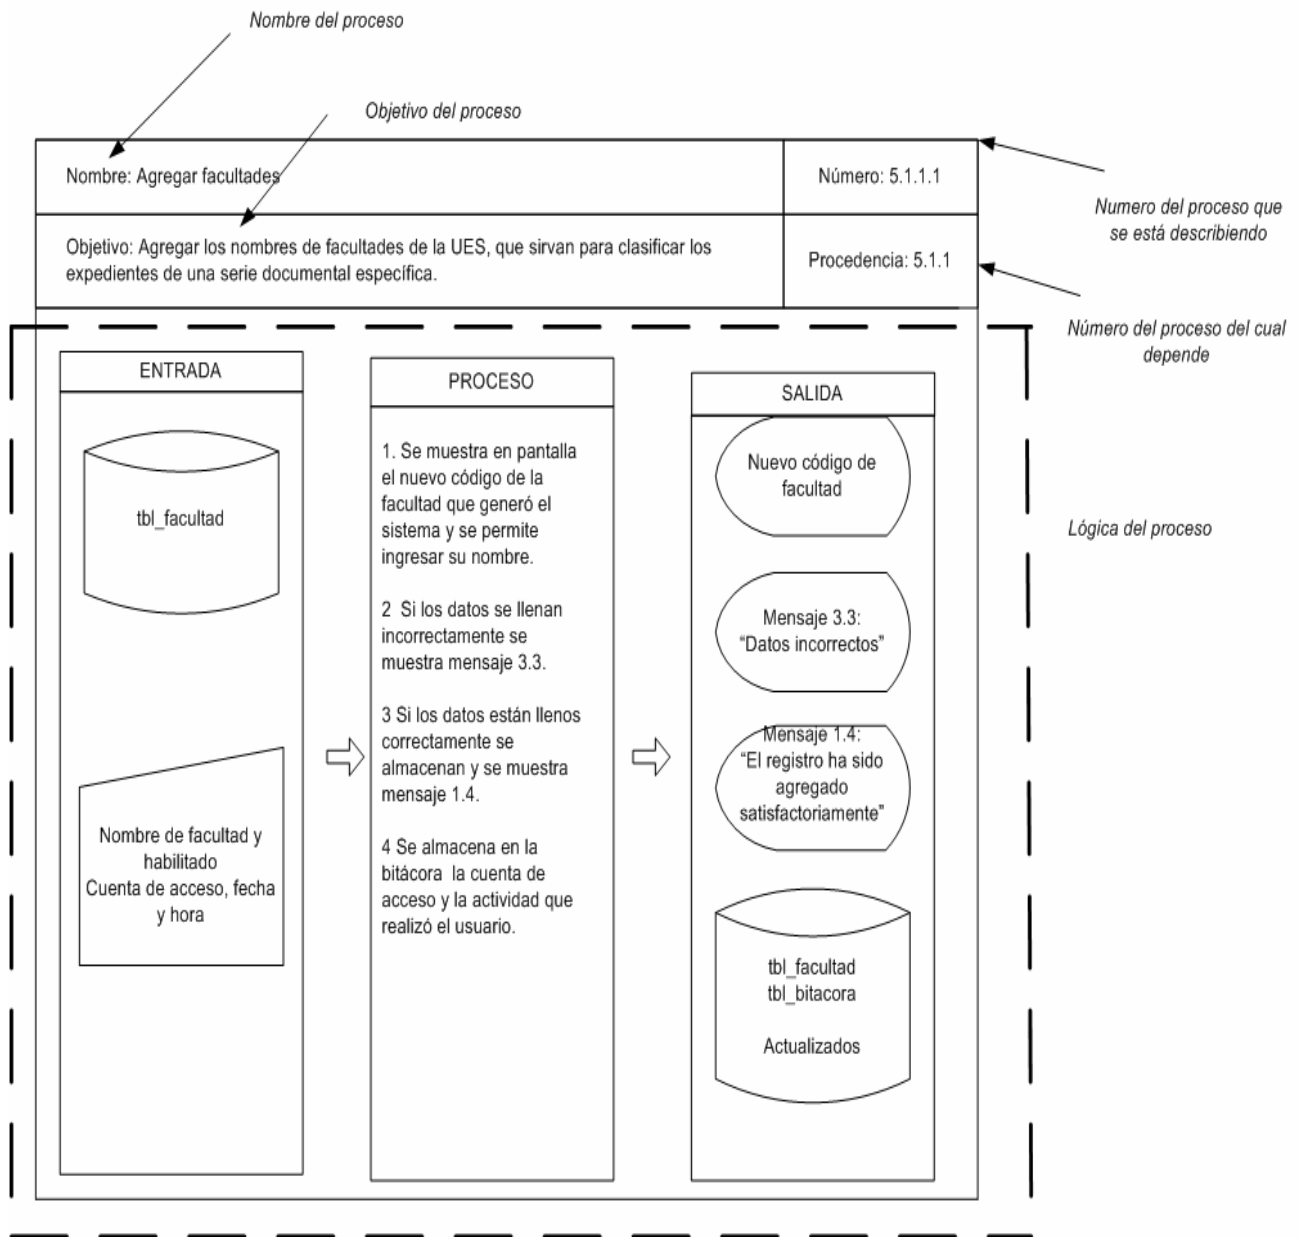 Nombre del proceso
Objetivo del proceso
Nombre: Agregar facultades
Número: 5.1.1.1
Numero del proceso que
se está describiendo
Objetivo: Agregar los nombres de facultades de la UES, que sirvan para clasificar los
expedientes de una serie documental específica.
Procedencia: 5.1.1
Número del proceso del cual
depende
ENTRADA
tbl_facultad
Nombre de facultad y
habilitado
Cuenta de acceso, fecha
y hora
PROCESO
1. Se muestra en pantalla
el nuevo código de la
facultad que generó el
sistema y se permite
ingresar su nombre.
2 Si los datos se llenan
incorrectamente se
muestra mensaje 3.3.
3 Si los datos están llenos
correctamente se
almacenan y se muestra
mensaje 1.4.
4 Se almacena en la
bitácora la cuenta de
acceso y la actividad que
realizó el usuario.
SALIDA
Nuevo código de
facultad
Mensaje 3.3:
“Datos incorrectos”
Mensaje 1.4:
“El registro ha sido
agregado
satisfactoriamente”
tbl_facultad
tbl_bitacora
Actualizados
Lógica del proceso